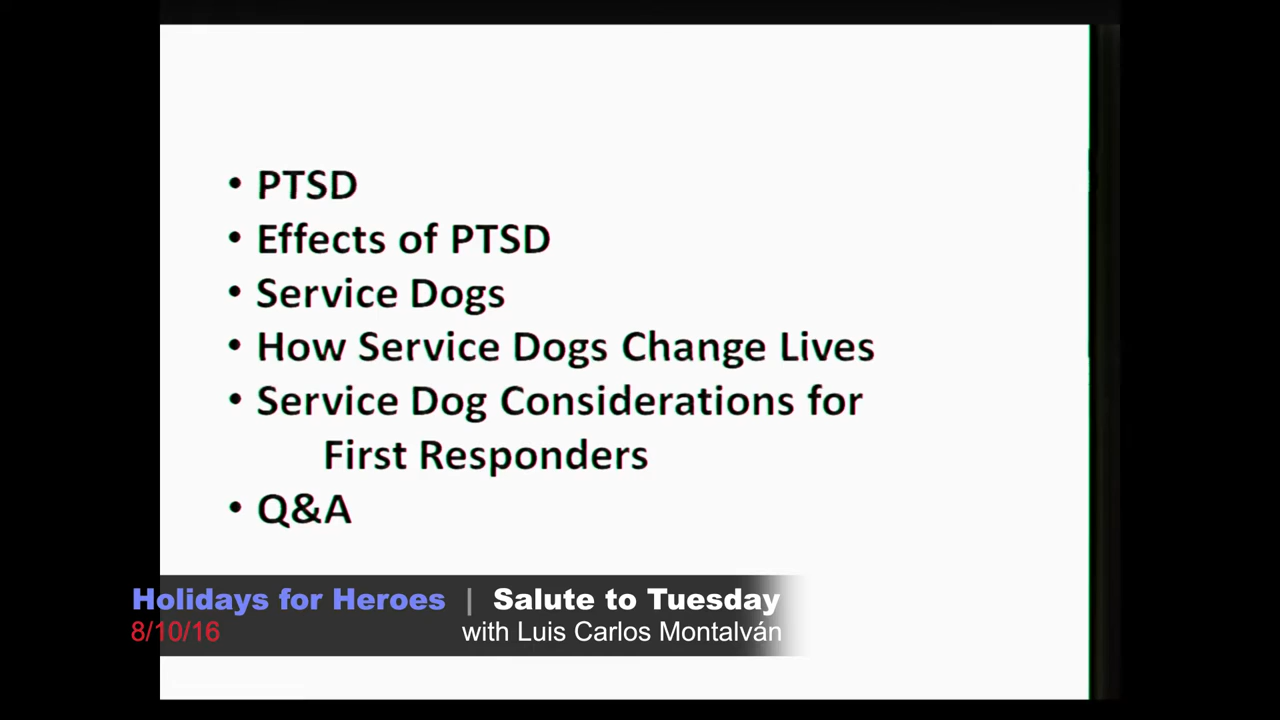 • PTSD
• Effects of PTSD
• Service Dogs
• How Service Dogs Change Lives
• Service Dog Considerations for
First Responders
• Q&A
Holidays for Heroes | Salute to Tuesday
8/10/16 with Luis Carlos Montalván